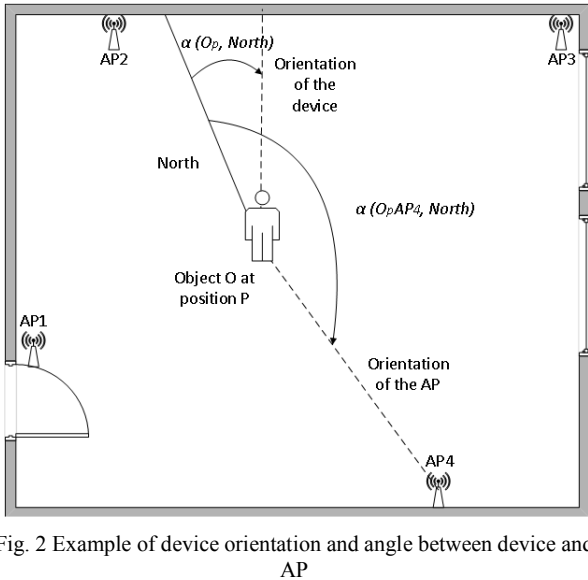 α (Op, North)
AP2
AP3
Orientation
of the
device
North
α (OpAP4, North)
Object O at
position P
AP1
Orientation
of the AP
AP4
Fig. 2 Example of device orientation and angle between device and
AP